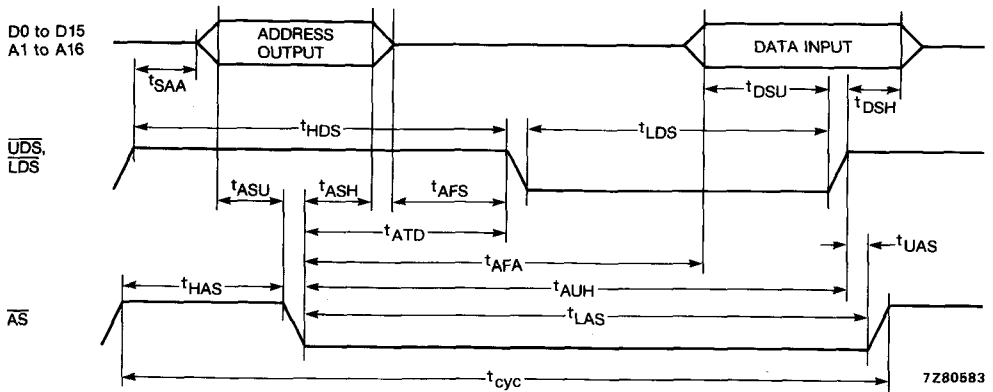 D0 to D15
A1 to A16
ADDRESS
OUTPUT
DATA INPUT
tSAA
tDSU
tDSH
tHDS
tLDS
UDS,
LDS
tASU
tASH
tAFS
tATD
tUAS
tAFA
tHAS
tAUH
tLAS
AS
tcyc
7Z80583